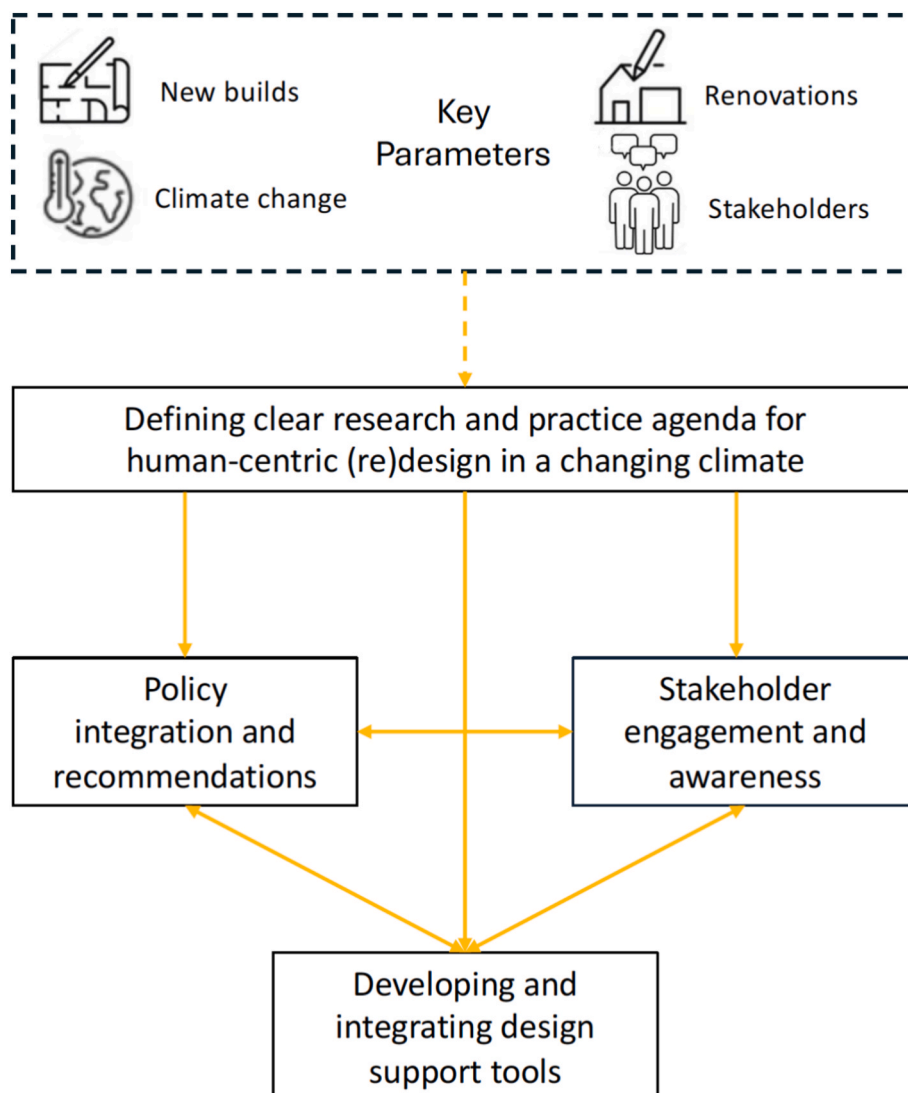 New builds
Key
Parameters
Renovations
Climate change
Stakeholders
Defining clear research and practice agenda for
human-centric (re)design in a changing climate
Policy
integration and
recommendations
Stakeholder
engagement and
awareness
Developing and
integrating design
support tools